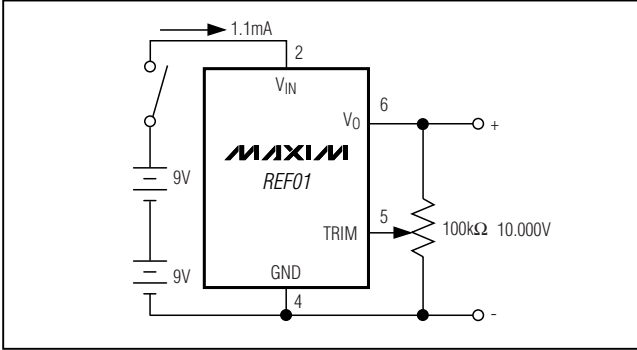 1.1mA
2
VIN
6
VO
+
MAXIM
REF01
9V
5
TRIM
100kΩ 10.000V
GND
9V
4
-